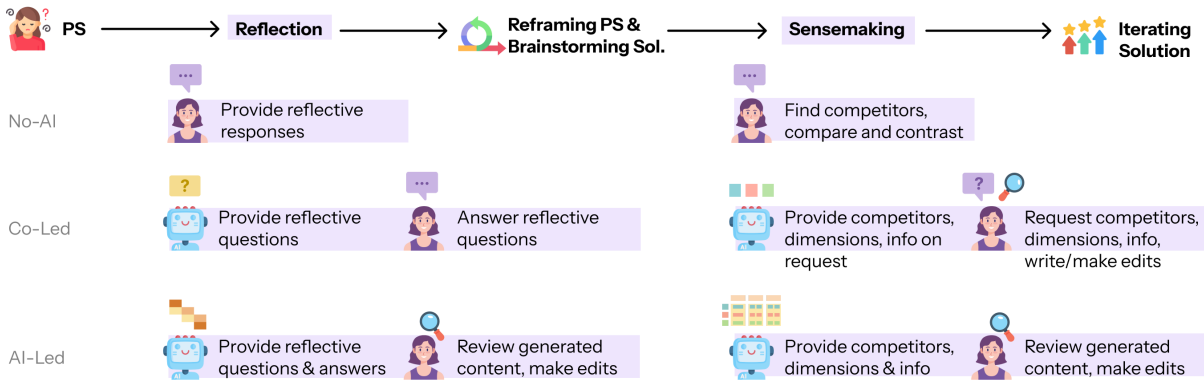 PS
Reflection
Reframing PS &
Brainstorming Sol.
Sensemaking
Iterating
Solution
No-AI
Provide reflective
responses
Find competitors,
compare and contrast
Co-Led
?
Provide reflective
questions
Answer reflective
questions
Provide competitors,
dimensions, info on
request
?
Request competitors,
dimensions, info,
write/make edits
AI-Led
Provide reflective
questions & answers
Review generated
content, make edits
Provide competitors,
dimensions & info
Review generated
content, make edits